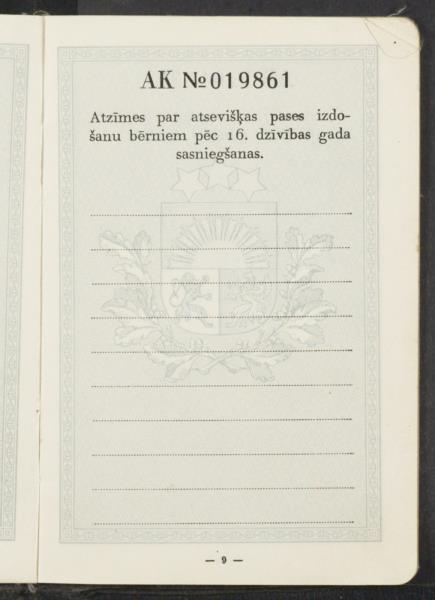 AK №019861
Atzīmes par atsevišķas pases izdo-
šanu bērniem pēc 16. dzīvības gada
sasniegšanas.
— 9 —